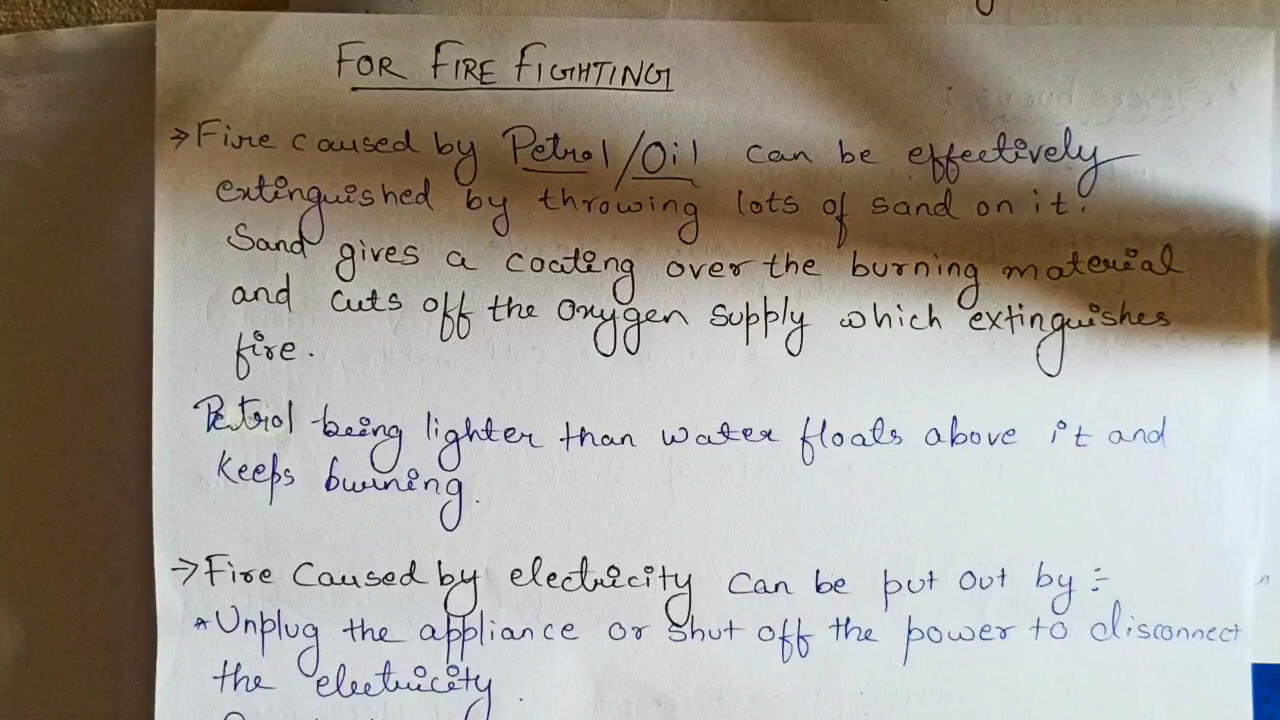 FOR FIRE FIGHTING
→ Fire caused by Petrol/Oil can be effectively
extinguished by throwing lots of sand on it.
Sand gives a coating over the burning material
and cuts off the oxygen supply which extinguishes
fire.
Petrol being lighter than water floats above it and
keeps burning.
→ Fire caused by electricity can be put out by :-
* Unplug the appliance or shut off the power to disconnect
the electricity.